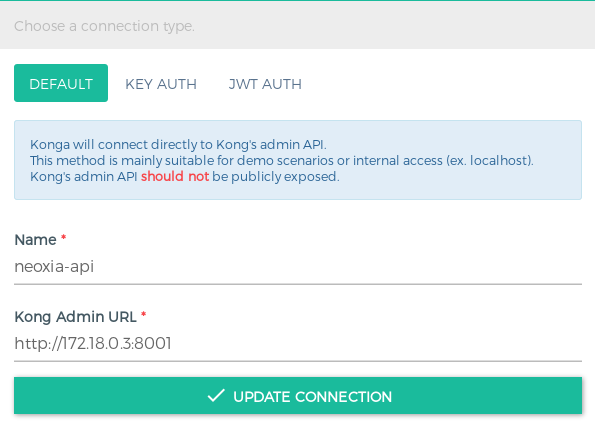 Choose a connection type.
DEFAULT KEY AUTH JWT AUTH
Konga will connect directly to Kong's admin API.
This method is mainly suitable for demo scenarios or internal access (ex. localhost).
Kong's admin API should not be publicly exposed.
Name *
neoxia-api
Kong Admin URL *
http://172.18.0.3:8001
UPDATE CONNECTION